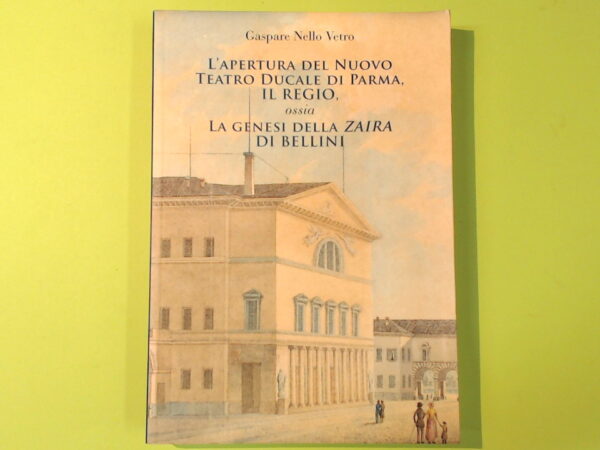 Gaspare Nello Vetro
L'APERTURA DEL NUOVO
TEATRO DUCALE DI PARMA,
IL REGIO,
ossia
LA GENESI DELLA ZAIRA
DI BELLINI